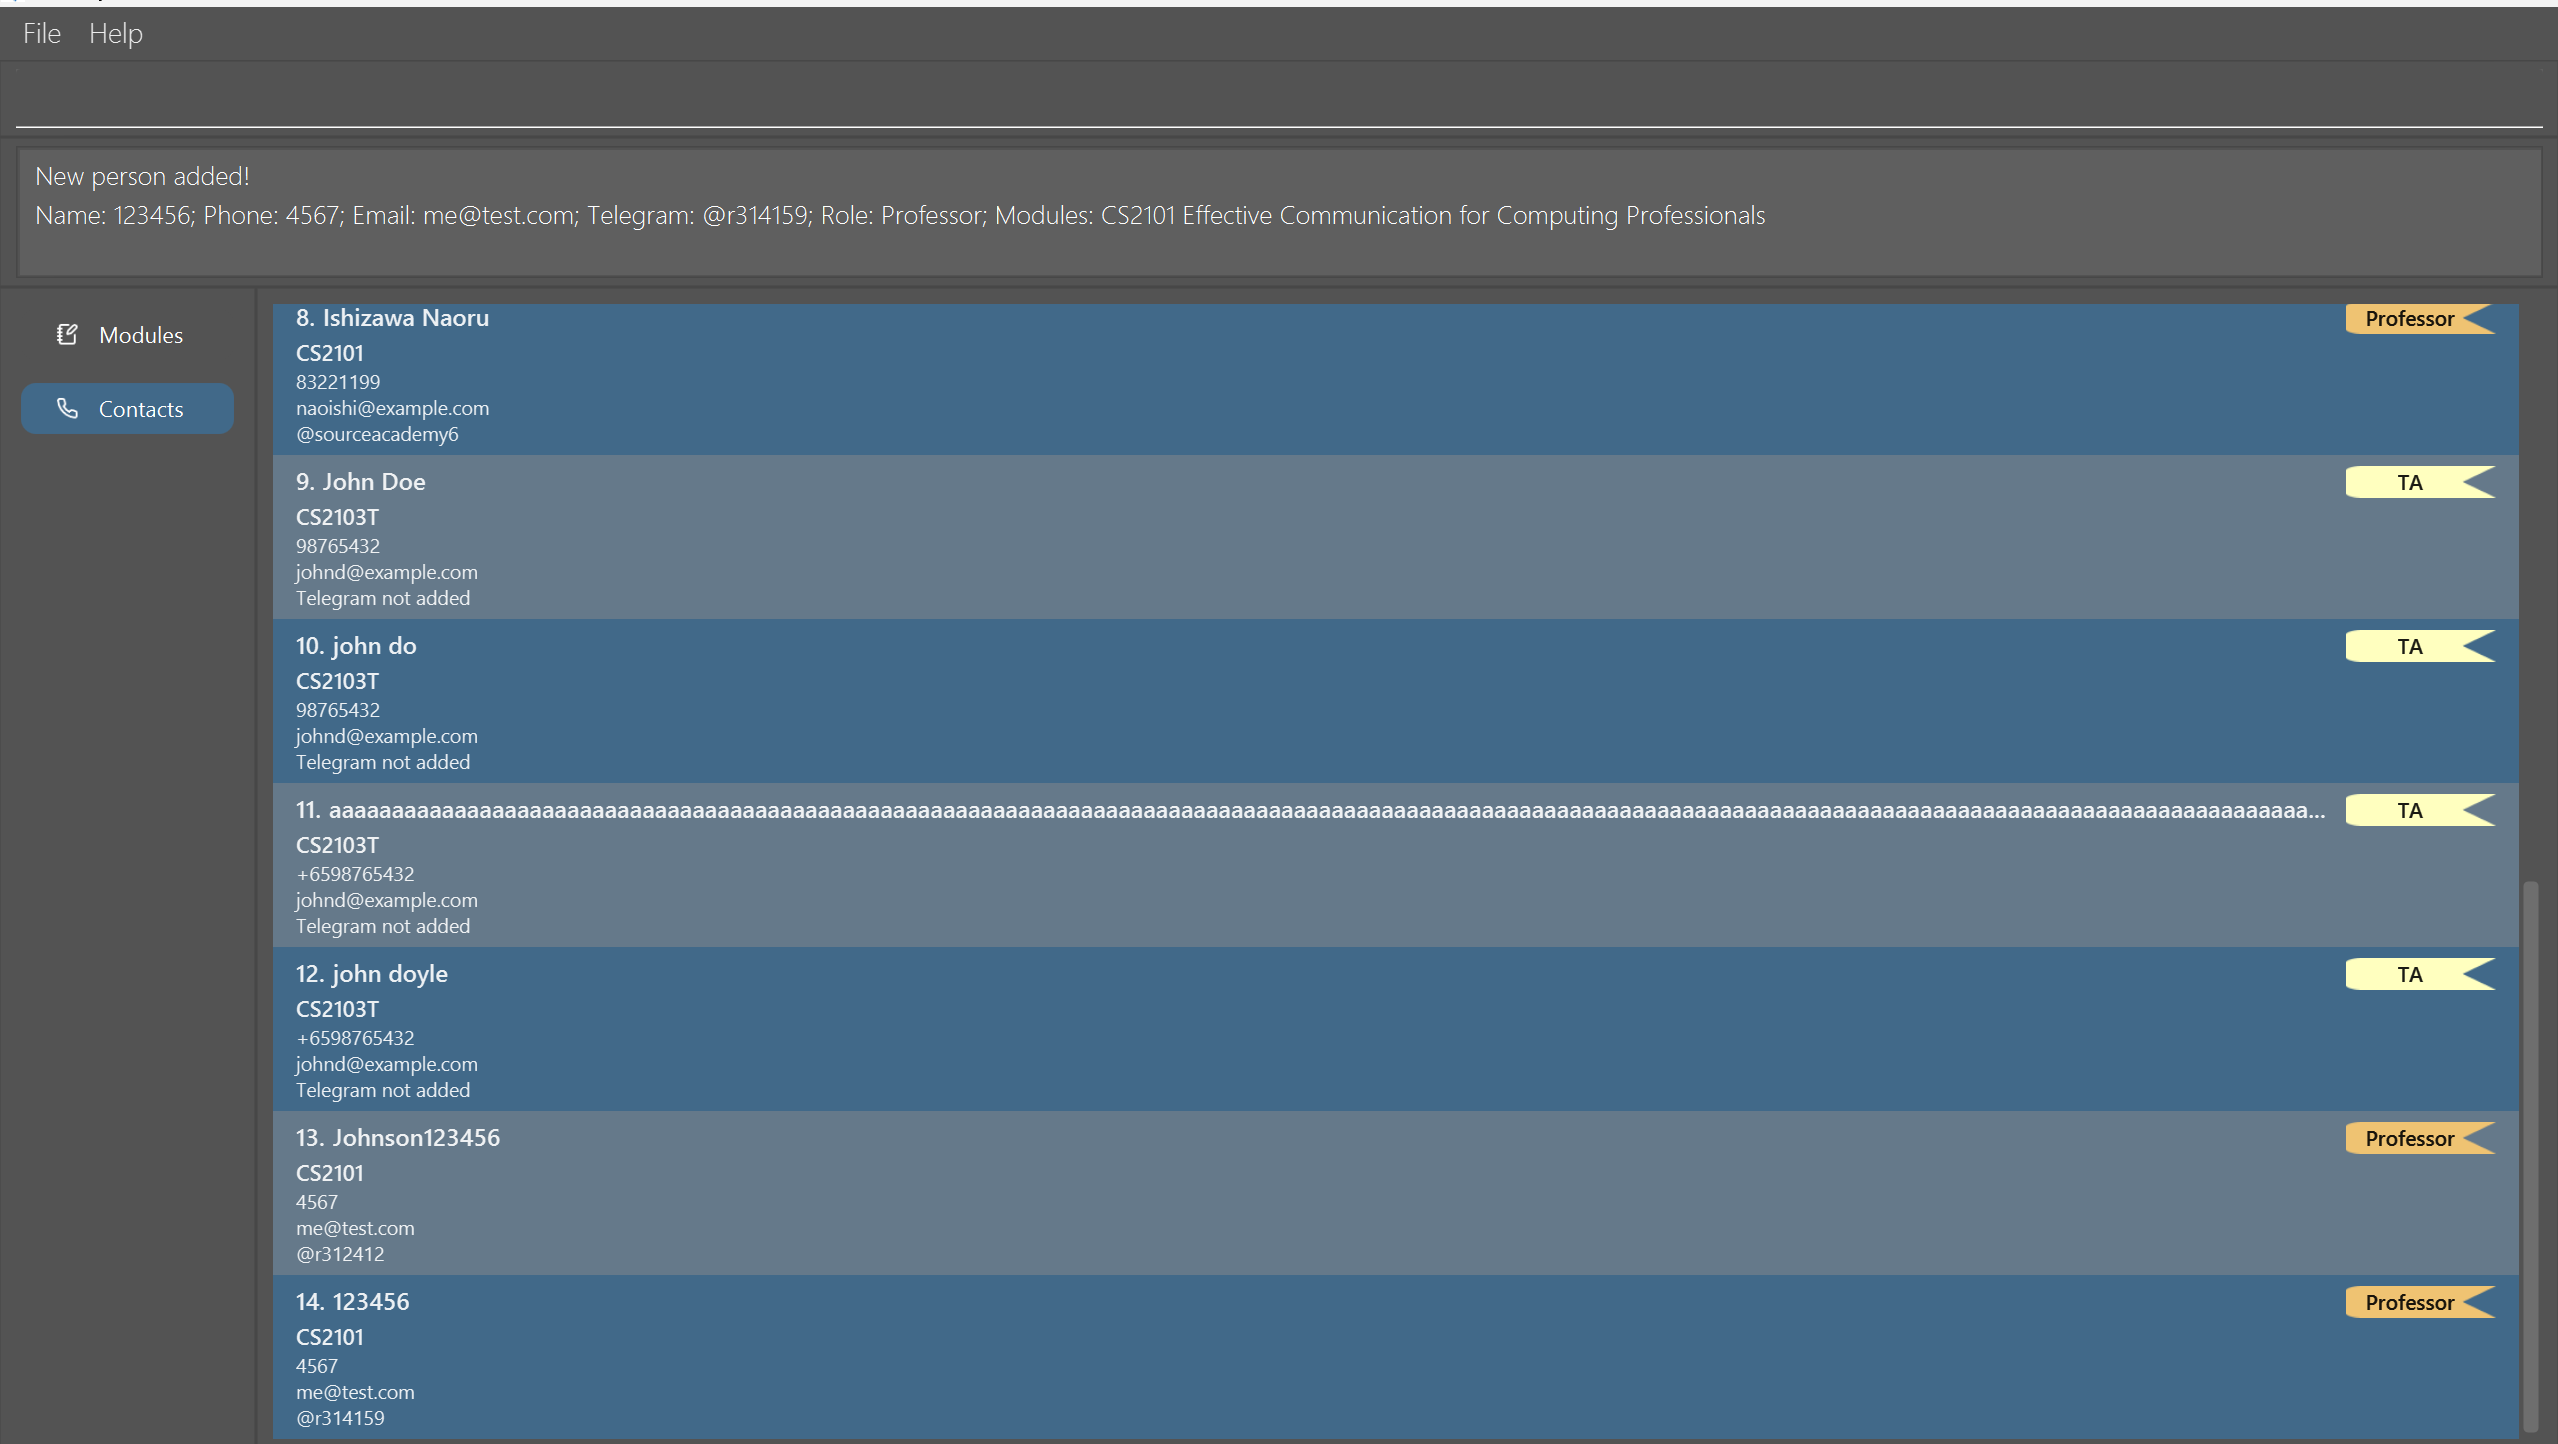 File Help
New person added!
Name: 123456; Phone: 4567; Email: me@test.com; Telegram: @r314159; Role: Professor; Modules: CS2101 Effective Communication for Computing Professionals
Modules
Contacts
8. Ishizawa Naoru
Professor
CS2101
83221199
naoishi@example.com
@sourceacademy6
9. John Doe
TA
CS2103T
98765432
johnd@example.com
Telegram not added
10. john do
TA
CS2103T
98765432
johnd@example.com
Telegram not added
11.
TA
CS2103T
+6598765432
johnd@example.com
Telegram not added
12. john doyle
TA
CS2103T
+6598765432
johnd@example.com
Telegram not added
13. Johnson123456
Professor
CS2101
4567
me@test.com
@r312412
14. 123456
Professor
CS2101
4567
me@test.com
@r314159